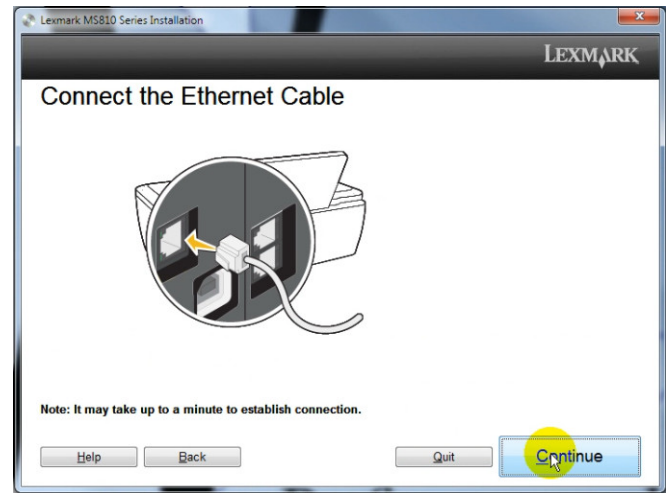 Lexmark MS810 Series Installation
LEXMARK
Connect the Ethernet Cable
Note: It may take up to a minute to establish connection.
Help Back Quit Continue